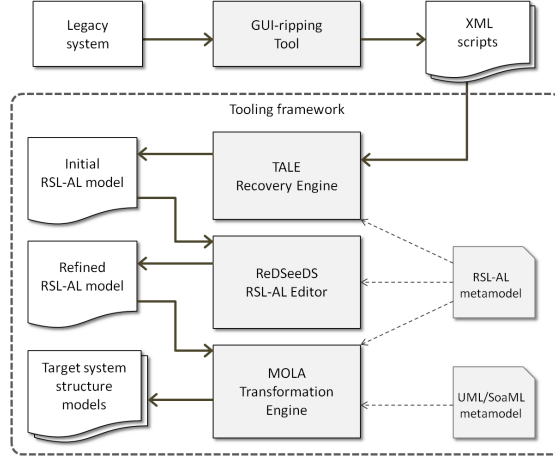 Legacy
system
GUI-ripping
Tool
XML
scripts
Tooling framework
Initial
RSL-AL model
TALE
Recovery Engine
Refined
RSL-AL model
ReDSeeDS
RSL-AL Editor
RSL-AL
metamodel
Target system
structure
models
MOLA
Transformation
Engine
UML/SoaML
metamodel